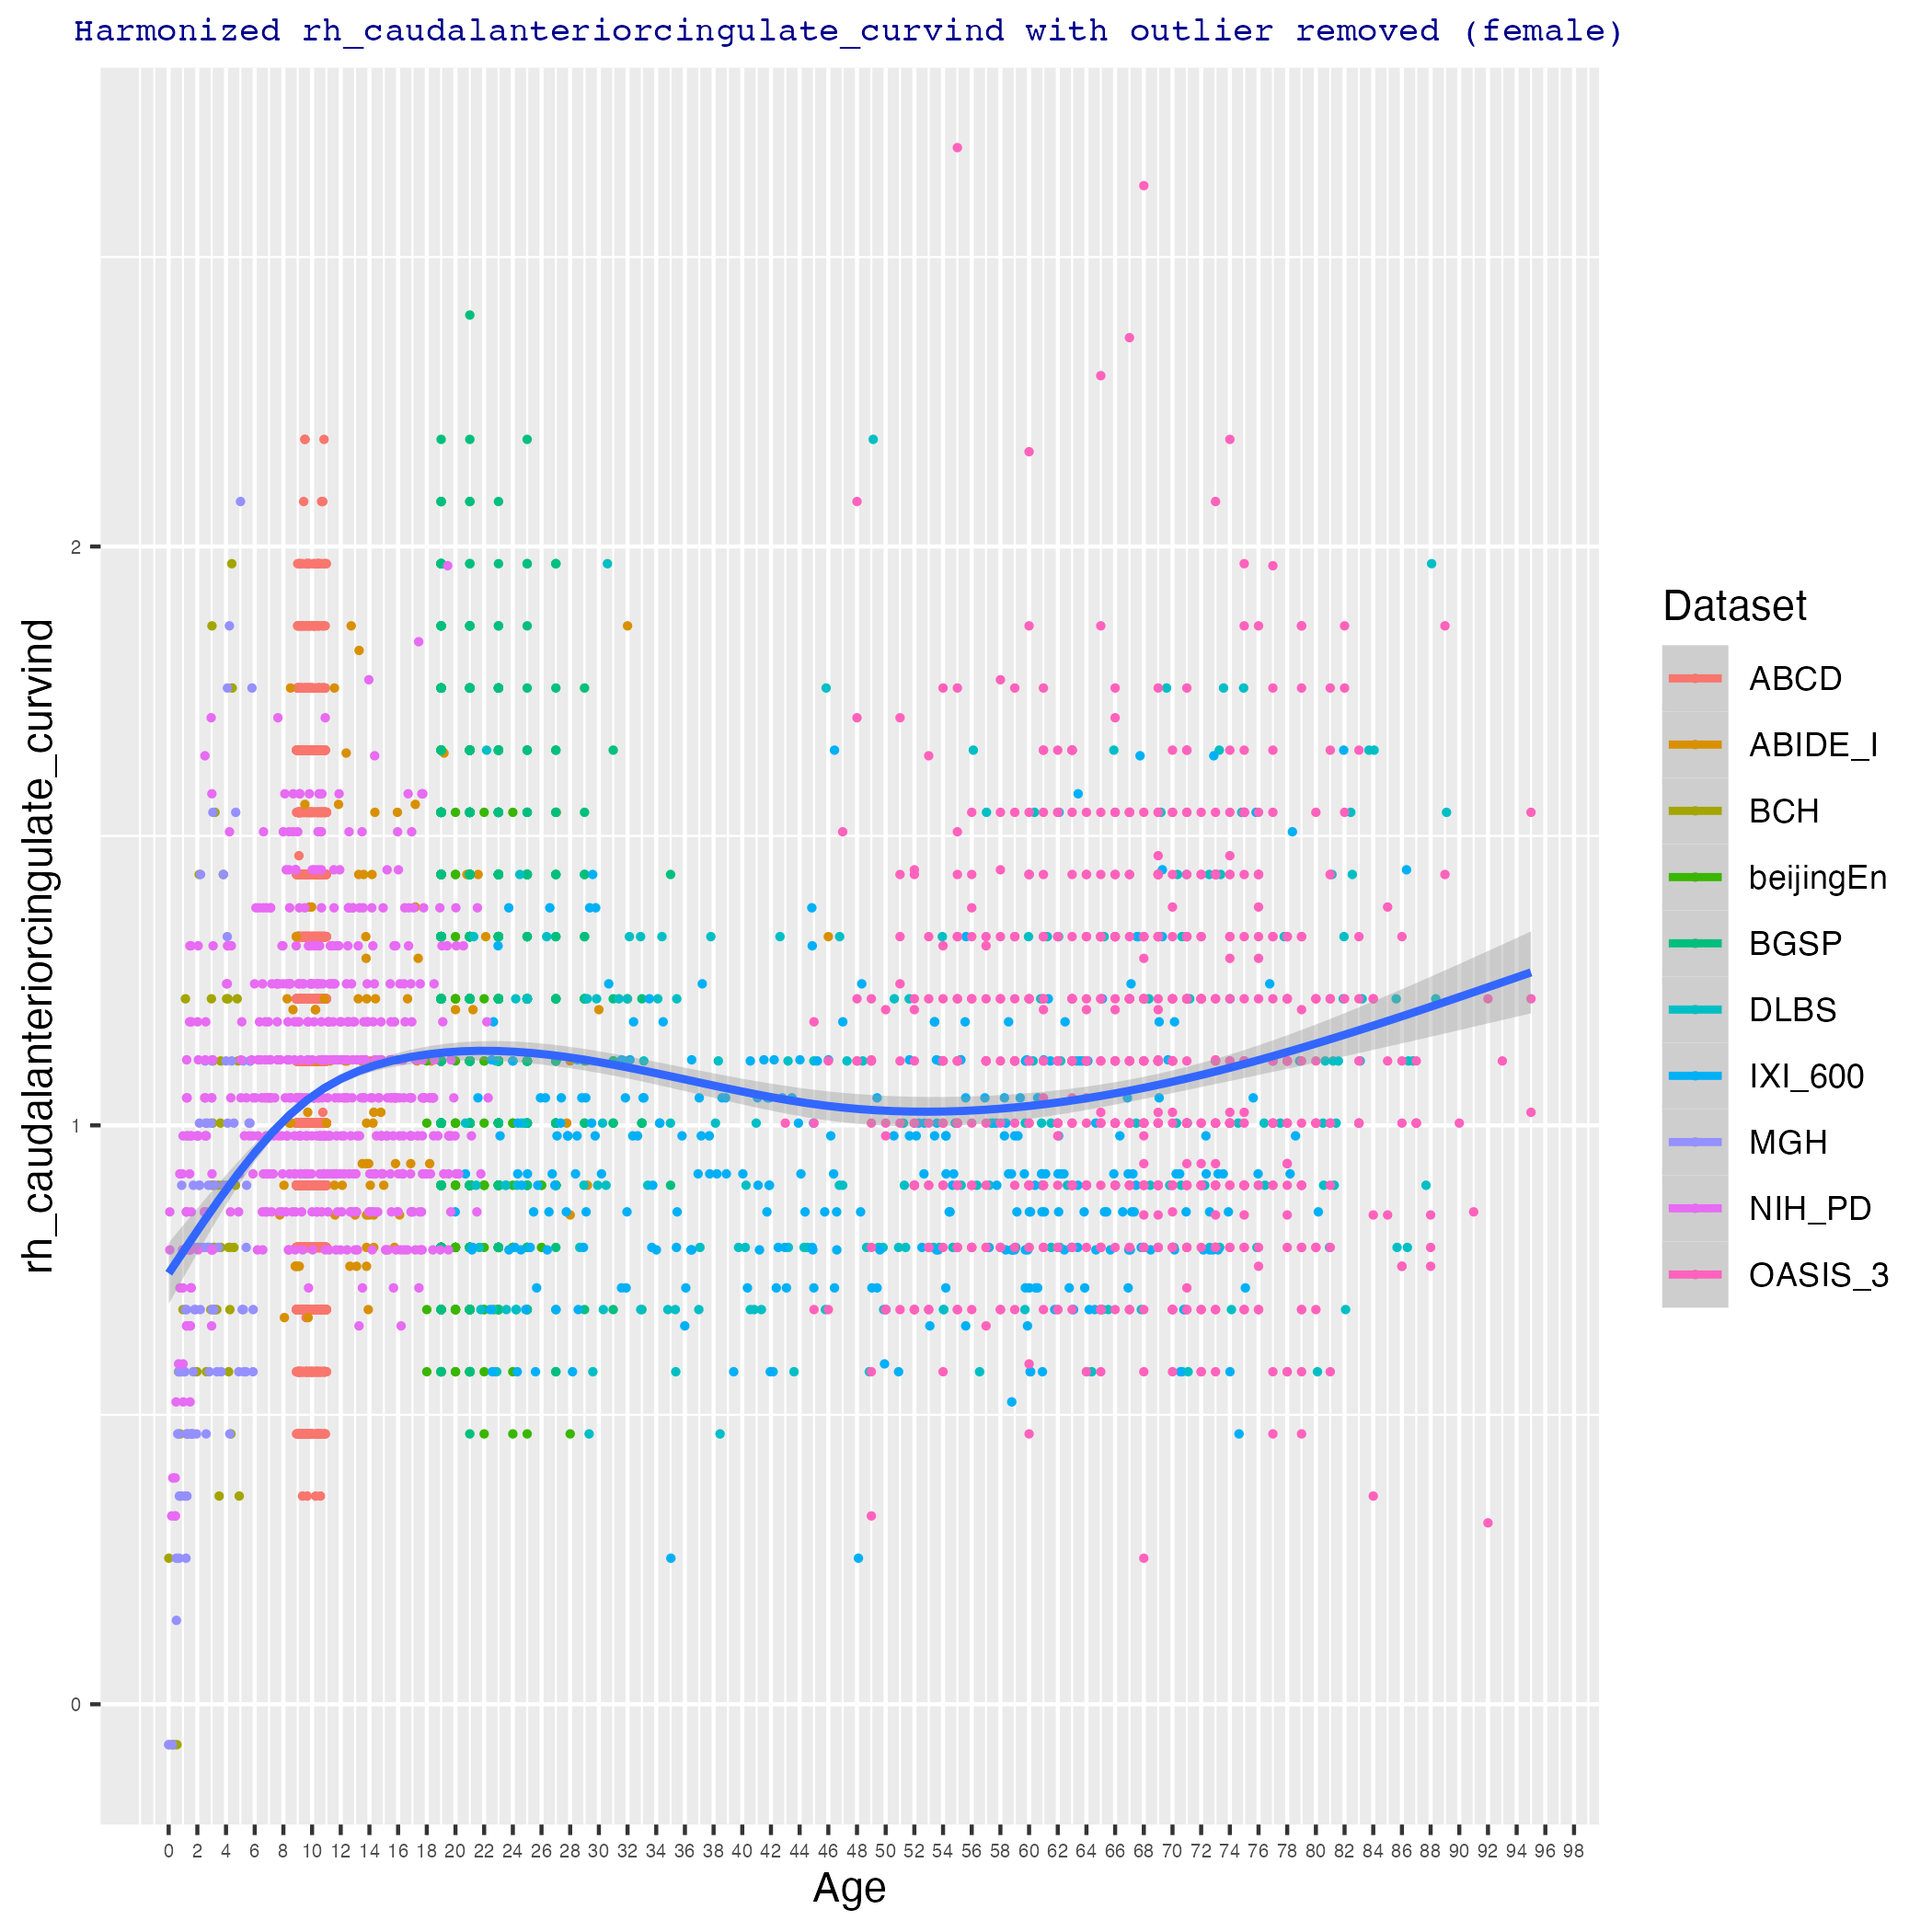 Harmonized rh_caudalanteriorcingulate_curvind with outlier removed (female)
rh_caudalanteriorcingulate_curvind
2
1
0
0 2 4 6 8 10 12 14 16 18 20 22 24 26 28 30 32 34 36 38 40 42 44 46 48 50 52 54 56 58 60 62 64 66 68 70 72 74 76 78 80 82 84 86 88 90 92 94 96 98
Age
Dataset
ABCD
ABIDE_I
BCH
beijingEn
BGSP
DLBS
IXI_600
MGH
NIH_PD
OASIS_3